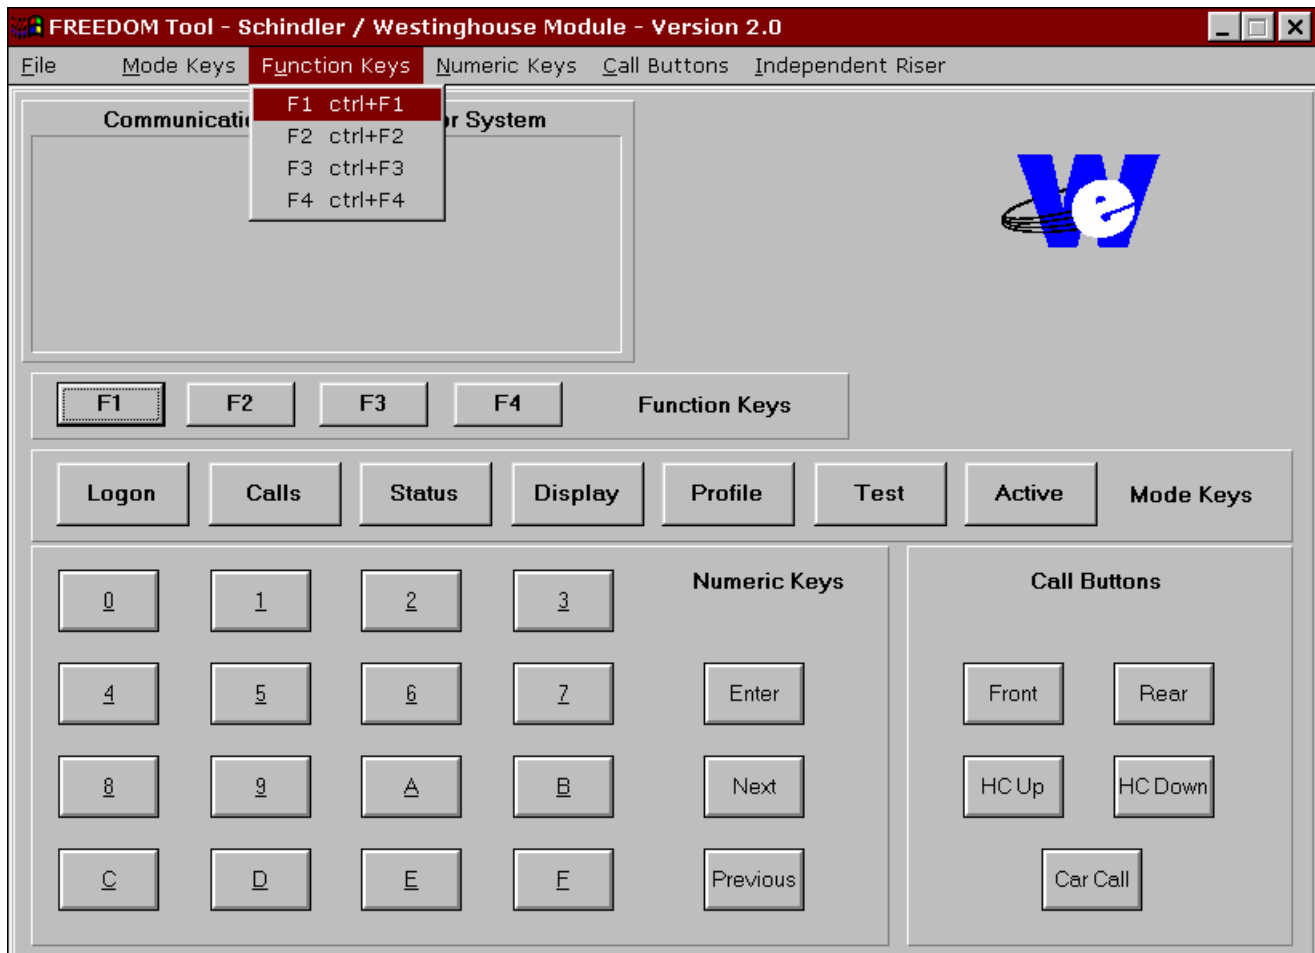 FREEDOM Tool - Schindler / Westinghouse Module - Version 2.0
File Mode Keys Function Keys Numeric Keys Call Buttons Independent Riser
F1 ctrl+F1
F2 ctrl+F2
F3 ctrl+F3
F4 ctrl+F4
System
We
F1 F2 F3 F4 Function Keys
Logon Calls Status Display Profile Test Active Mode Keys
0 1 2 3 Numeric Keys Call Buttons
4 5 6 7 Enter Front Rear
8 9 A B Next HC Up HC Down
C D E F Previous Car Call